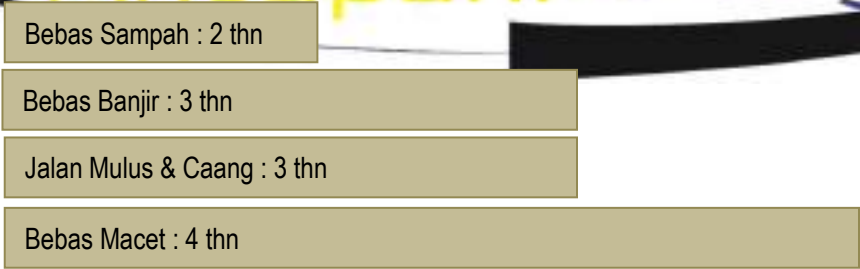 Bebas Sampah : 2 thn
Bebas Banjir : 3 thn
Jalan Mulus & Caang : 3 thn
Bebas Macet : 4 thn